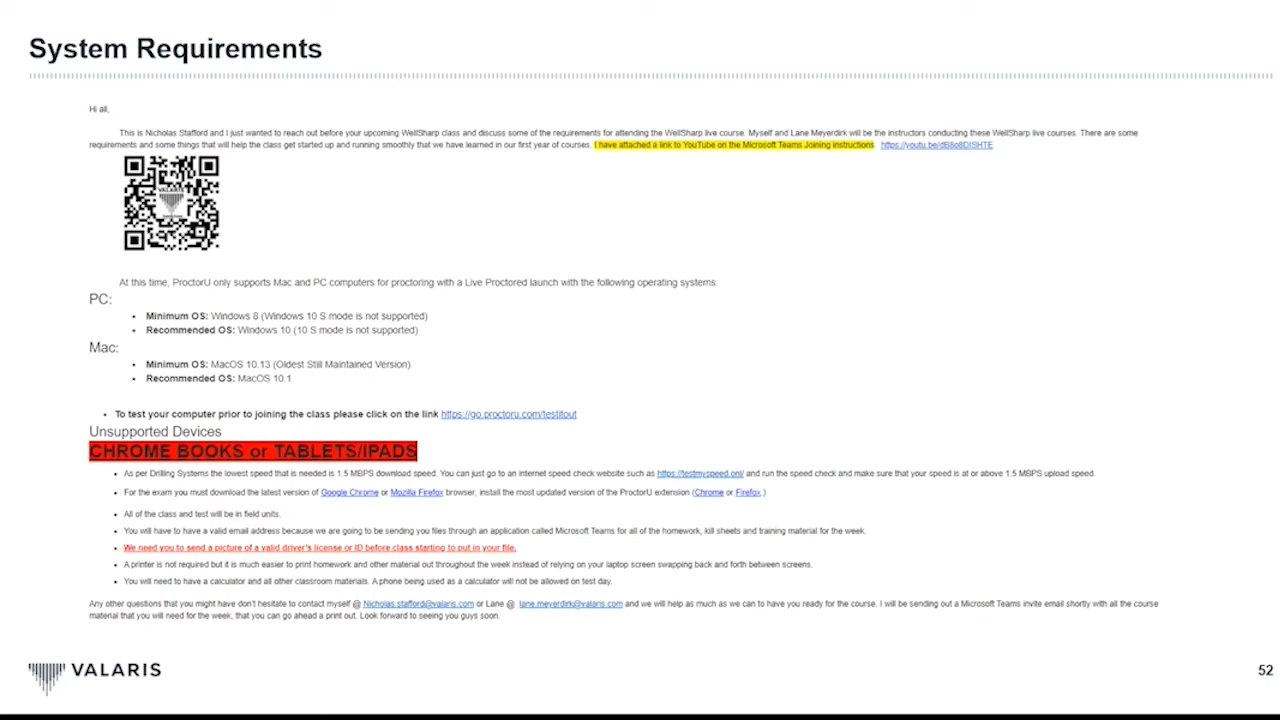 System Requirements
Hi all,
This is Nicholas Stafford and I just wanted to reach out before your upcoming WellSharp class and discuss some of the requirements for attending the WellSharp live course. Myself and Lane Meyerdirk will be the instructors conducting these WellSharp live courses. There are some
requirements and some things that will help the class get started up and running smoothly that we have learned in our first year of courses. I have attached a link to YouTube on the Microsoft Teams Joining instructions https://youtu.be/dB8o8DISHTE
VALARIS
At this time, ProctorU only supports Mac and PC computers for proctoring with a Live Proctored launch with the following operating systems:
PC:
• Minimum OS: Windows 8 (Windows 10 S mode is not supported)
• Recommended OS: Windows 10 (10 S mode is not supported)
Mac:
• Minimum OS: MacOS 10.13 (Oldest Still Maintained Version)
• Recommended OS: MacOS 10.1
• To test your computer prior to joining the class please click on the link https://go.proctoru.com/testitout
Unsupported Devices
CHROME BOOKS or TABLETS/IPADS
• As per Drilling Systems the lowest speed that is needed is 1.5 MBPS download speed. You can just go to an internet speed check website such as https://testmyspeed.onl/ and run the speed check and make sure that your speed is at or above 1.5 MBPS upload speed.
• For the exam you must download the latest version of Google Chrome or Mozilla Firefox browser; install the most updated version of the ProctorU extension (Chrome or Firefox.)
• All of the class and test will be in field units.
• You will have to have a valid email address because we are going to be sending you files through an application called Microsoft Teams for all of the homework, kill sheets and training material for the week.
• We need you to send a picture of a valid driver's license or ID before class starting to put in your file.
• A printer is not required but it is much easier to print homework and other material out throughout the week instead of relying on your laptop screen swapping back and forth between screens.
• You will need to have a calculator and all other classroom materials. A phone being used as a calculator will not be allowed on test day.
Any other questions that you might have don't hesitate to contact myself @ Nicholas.stafford@valaris.com or Lane @ lane.meyerdirk@valaris.com and we will help as much as we can to have you ready for the course. I will be sending out a Microsoft Teams invite email shortly with all the course
material that you will need for the week, that you can go ahead a print out. Look forward to seeing you guys soon.
VALARIS
52